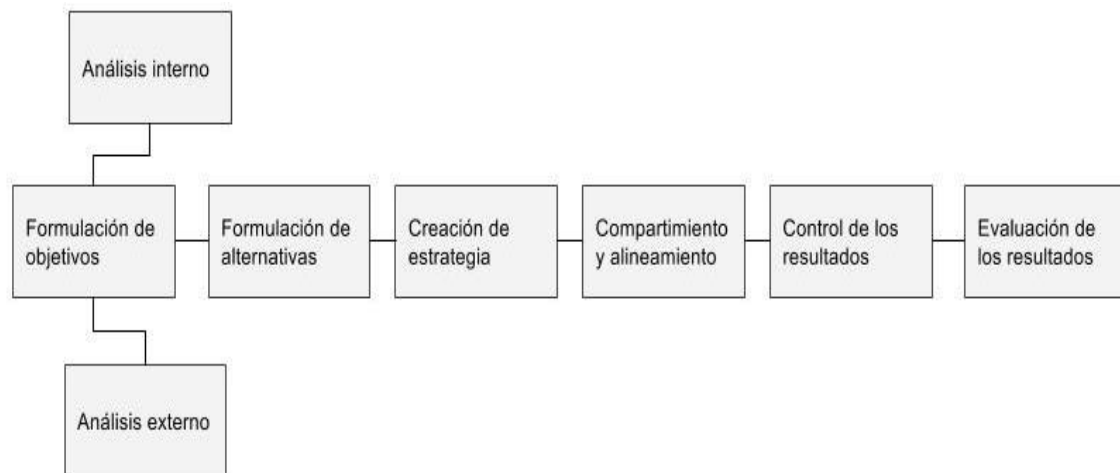 Análisis interno
Formulación de
objetivos
Formulación de
alternativas
Creación de
estrategia
Compartimiento
y alineamiento
Control de los
resultados
Evaluación de
los resultados
Análisis externo